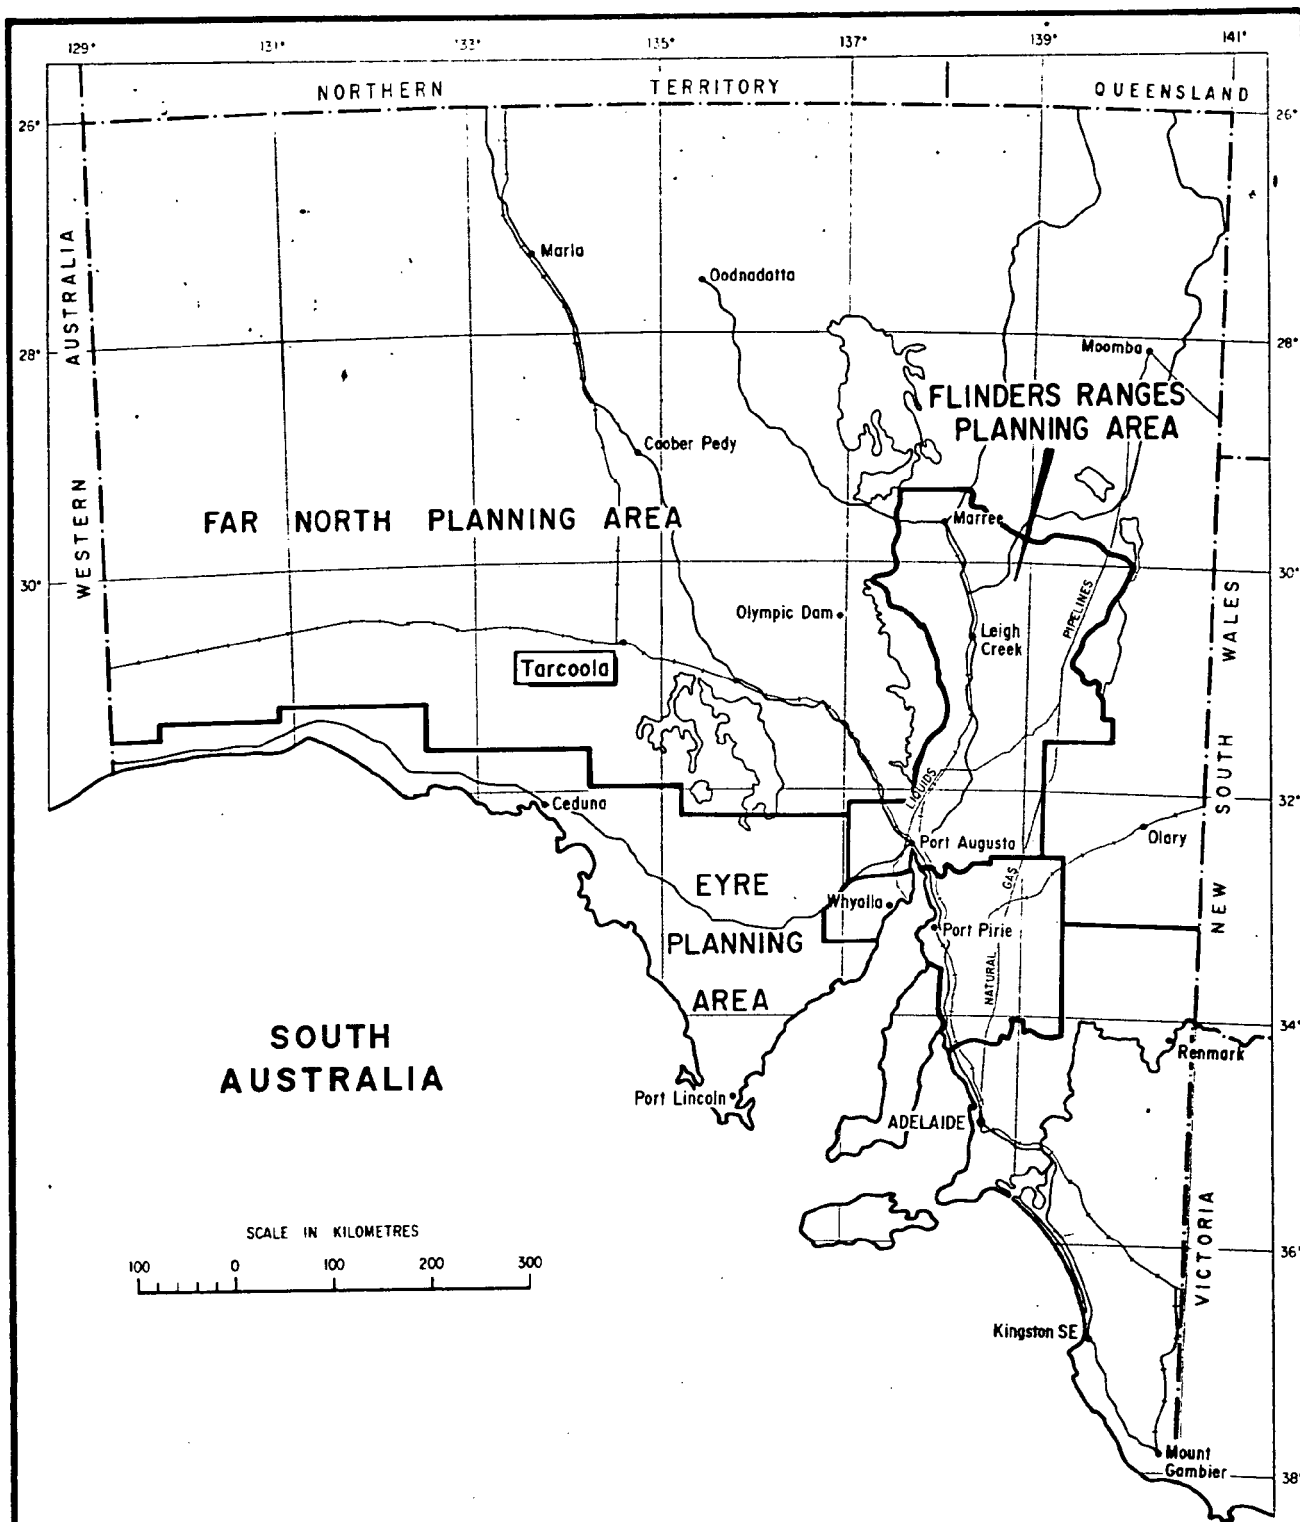 129° 131° 133° 135° 137° 139° 141°
NORTHERN TERRITORY QUEENSLAND
26° 26°
WESTERN AUSTRALIA
Marla
Oodnadatta
28° 28°
Moomba
FLINDERS RANGES
PLANNING AREA
Coober Pedy
FAR NORTH PLANNING AREA
Marree
30° 30°
PIPELINES
Olympic Dam
Leigh
Creek
Tarcoola
NEW SOUTH WALES
LIQUIDS
32° 32°
Ceduna
Port Augusta
Olary
EYRE
PLANNING
AREA
GAS
Whyalla
Port Pirie
NATURAL
34° 34°
SOUTH
AUSTRALIA
Renmark
Port Lincoln
ADELAIDE
SCALE IN KILOMETRES
100 0 100 200 300
36°
VICTORIA
Kingston SE
Mount
Gambier
38°